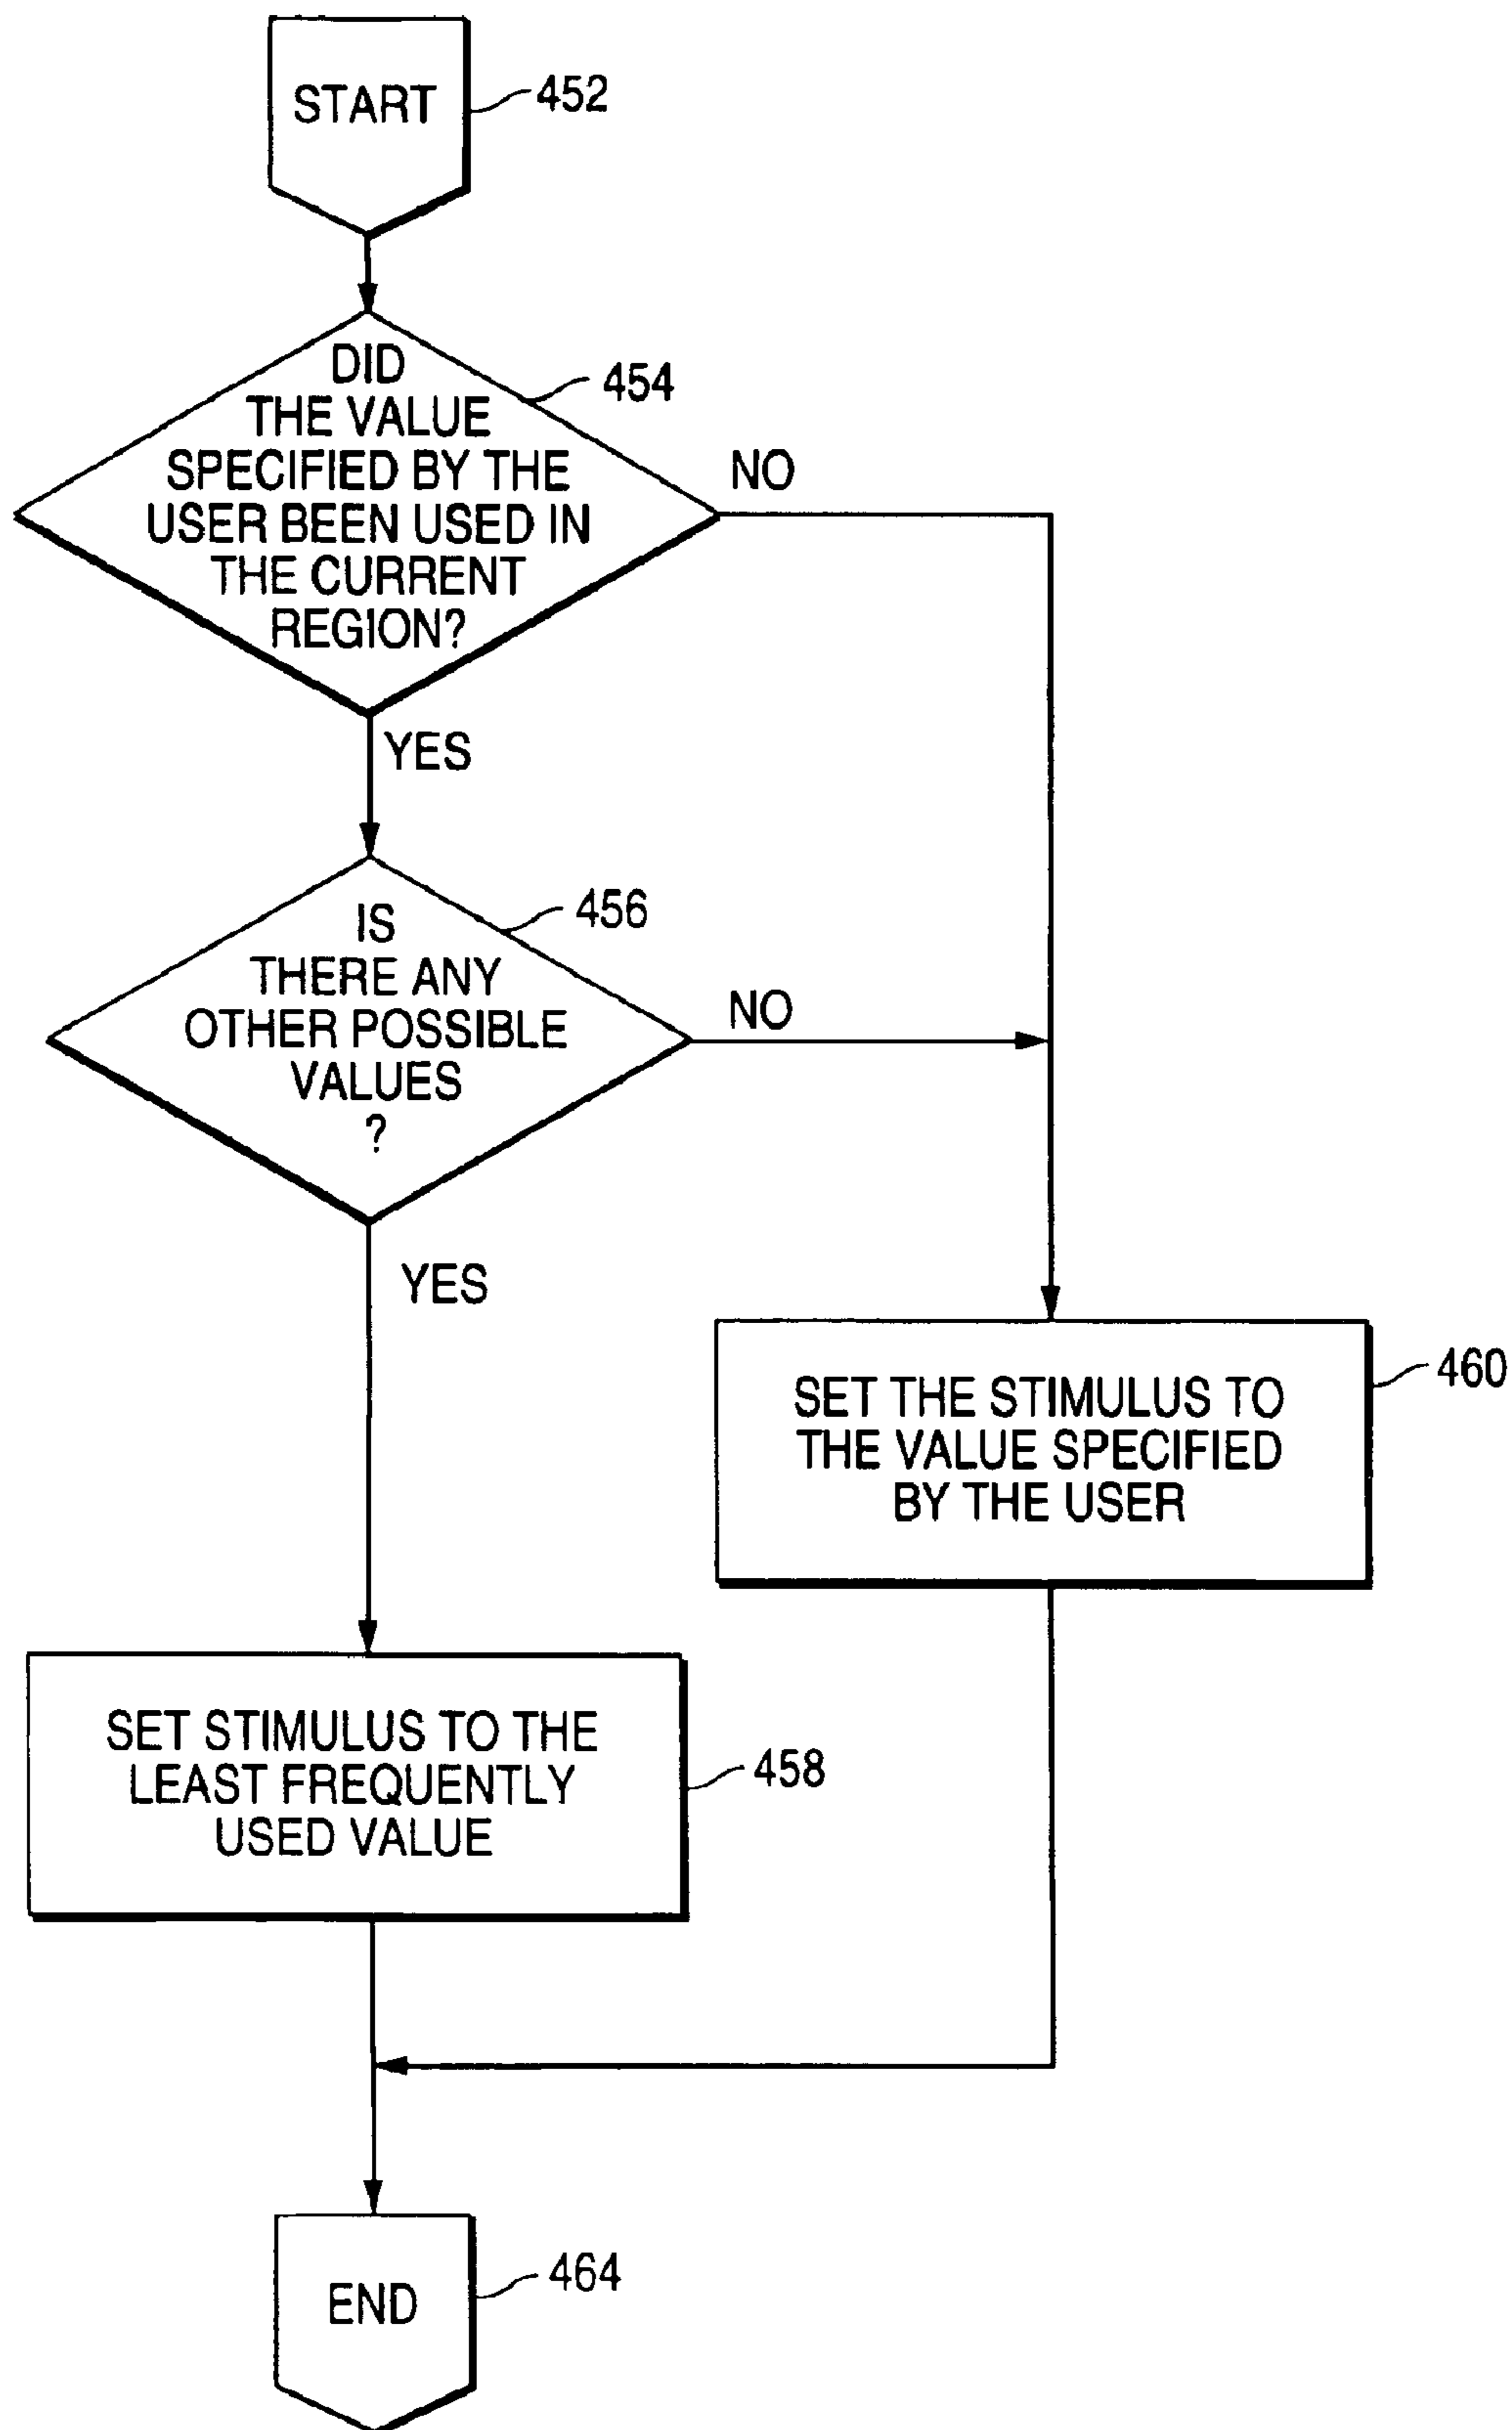 START
452
DID
THE VALUE
SPECIFIED BY THE
USER BEEN USED IN
THE CURRENT
REGION?
454
NO
YES
IS
THERE ANY
OTHER POSSIBLE
VALUES
?
456
NO
YES
SET THE STIMULUS TO
THE VALUE SPECIFIED
BY THE USER
460
SET STIMULUS TO THE
LEAST FREQUENTLY
USED VALUE
458
END
464